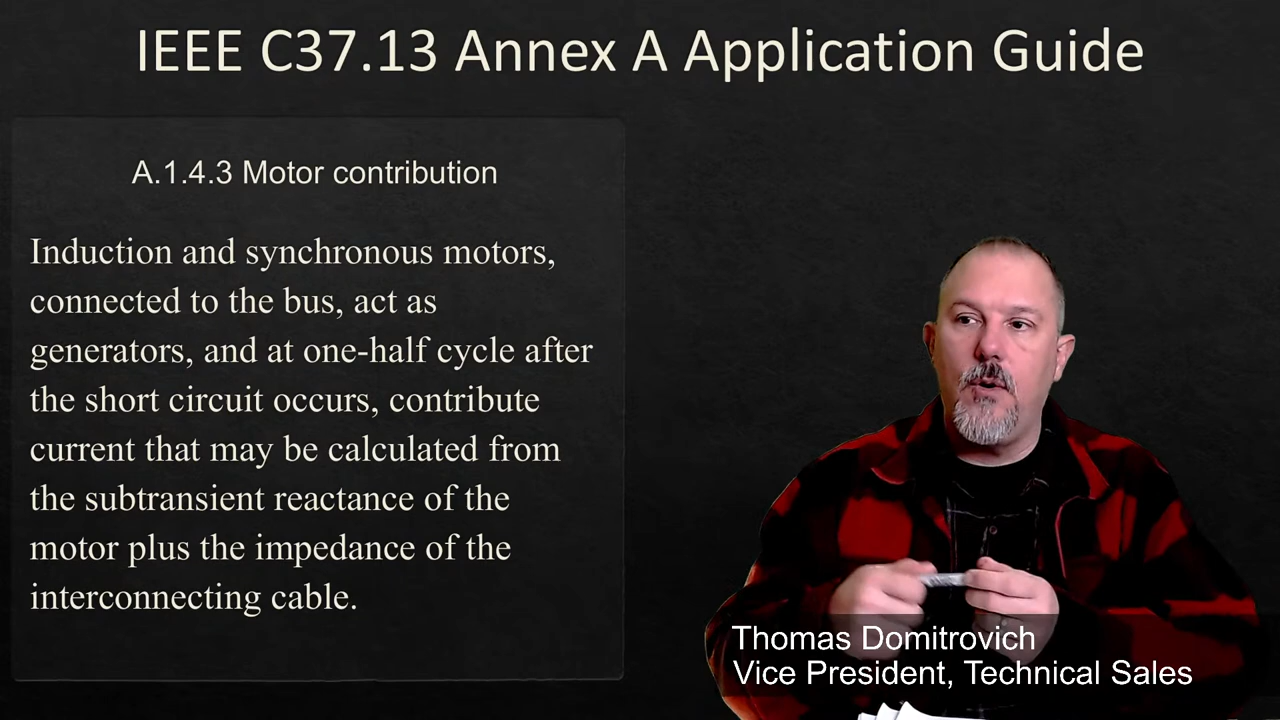 IEEE C37.13 Annex A Application Guide
A.1.4.3 Motor contribution
Induction and synchronous motors,
connected to the bus, act as
generators, and at one-half cycle after
the short circuit occurs, contribute
current that may be calculated from
the subtransient reactance of the
motor plus the impedance of the
interconnecting cable.
Thomas Domitrovich
Vice President, Technical Sales